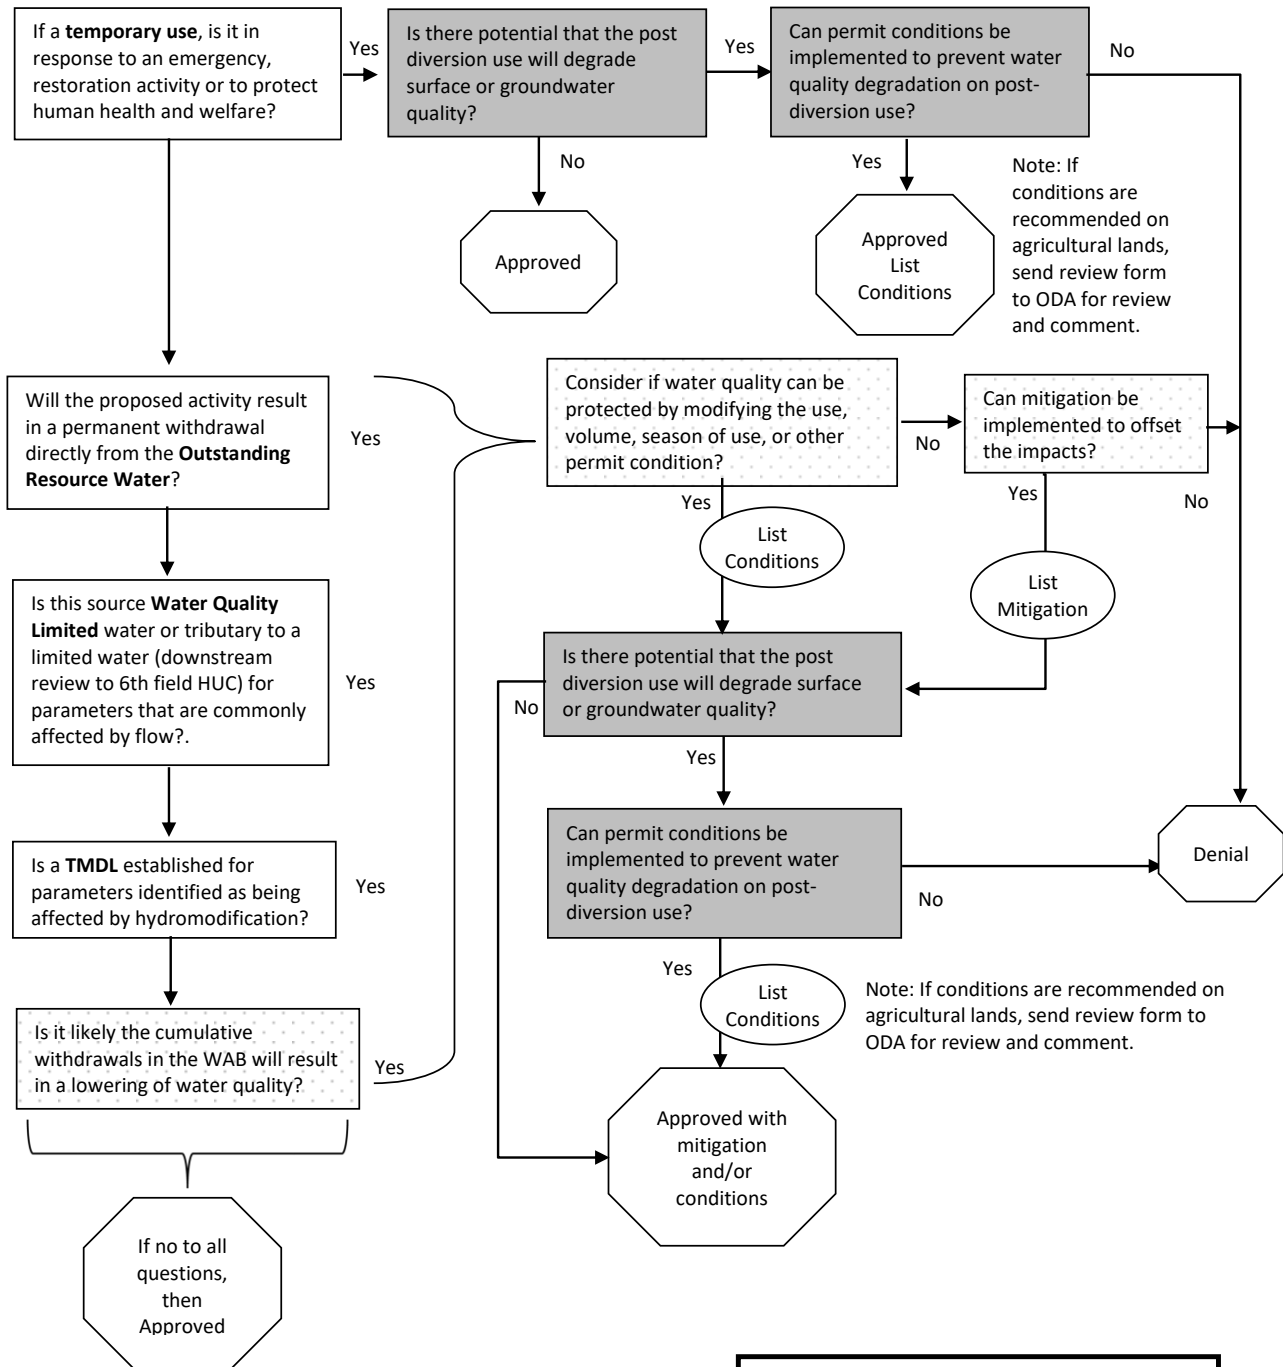 If a temporary use, is it in
response to an emergency,
restoration activity or to protect
human health and welfare?
Yes
Is there potential that the post
diversion use will degrade
surface or groundwater
quality?
Yes
Can permit conditions be
implemented to prevent water
quality degradation on post-
diversion use?
No
No
Approved
Yes
Approved
List
Conditions
Note: If
conditions are
recommended on
agricultural lands,
send review form
to ODA for review
and comment.
Will the proposed activity result
in a permanent withdrawal
directly from the Outstanding
Resource Water?
Yes
Consider if water quality can be
protected by modifying the use,
volume, season of use, or other
permit condition?
No
Can mitigation be
implemented to offset
the impacts?
No
Yes
List
Conditions
Yes
List
Mitigation
Is this source Water Quality
Limited water or tributary to a
limited water (downstream
review to 6th field HUC) for
parameters that are commonly
affected by flow?.
Yes
Is there potential that the post
diversion use will degrade surface
or groundwater quality?
No
Yes
Is a TMDL established for
parameters identified as being
affected by hydromodification?
Yes
Can permit conditions be
implemented to prevent water
quality degradation on post-
diversion use?
No
Denial
Yes
List
Conditions
Note: If conditions are recommended on
agricultural lands, send review form to
ODA for review and comment.
Is it likely the cumulative
withdrawals in the WAB will result
in a lowering of water quality?
Yes
Approved with
mitigation
and/or
conditions
If no to all
questions,
then
Approved